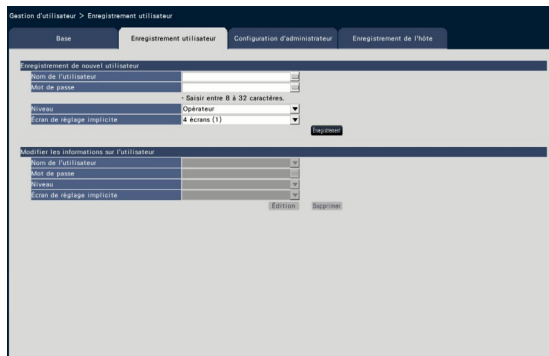 Gestion d'utilisateur > Enregistrement utilisateur
Base
Enregistrement utilisateur
Configuration d'administrateur
Enregistrement de l'hôte
Enregistrement de nouvel utilisateur
Nom de l'utilisateur
Mot de passe
· Saisir entre 8 à 32 caractères.
Niveau Opérateur
Écran de réglage implicite 4 écrans (1)
Enregistrement
Modifier les informations sur l'utilisateur
Nom de l'utilisateur
Mot de passe
Niveau
Écran de réglage implicite
Édition Supprimer